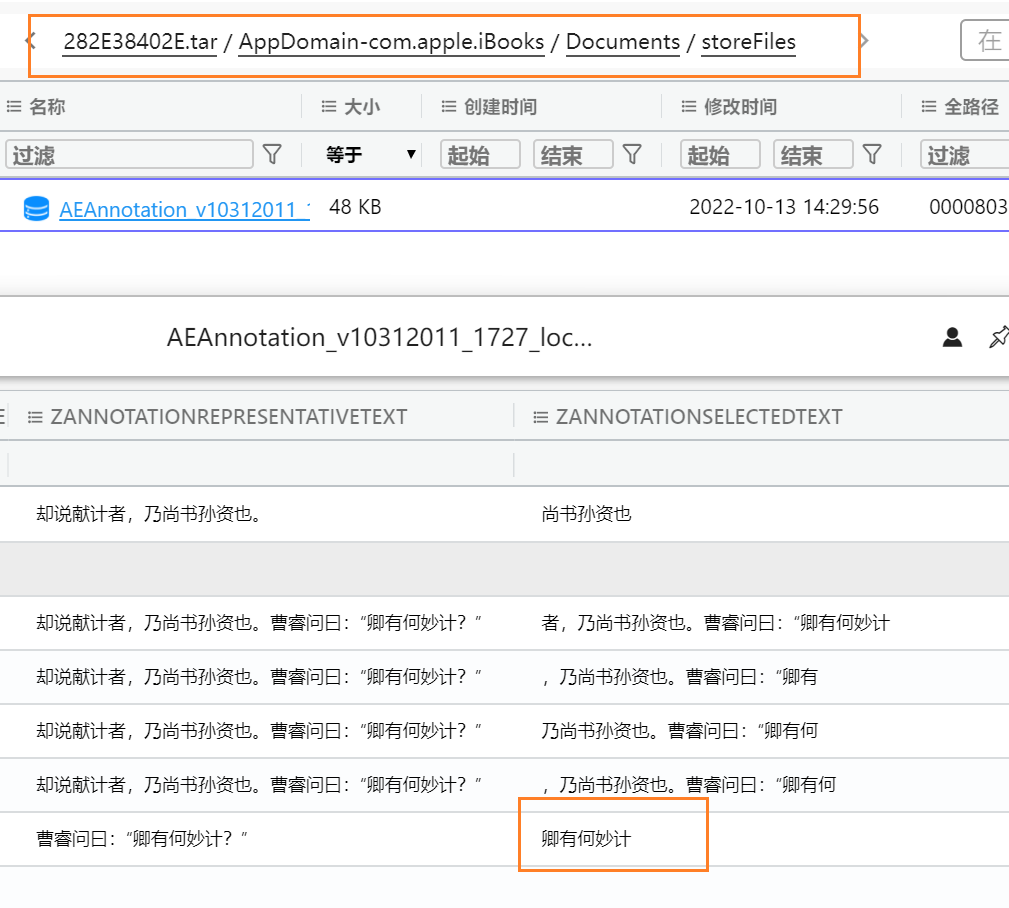 282E38402E.tar / AppDomain-com.apple.iBooks / Documents / storeFiles
在
名称 大小 创建时间 修改时间 全路径
过滤 等于 起始 结束 起始 结束 过滤
AEAnnotation_v10312011_ 48 KB 2022-10-13 14:29:56 0000803
AEAnnotation_v10312011_1727_loc...
E ZANNOTATIONREPRESENTATIVETEXT ZANNOTATIONSELECTEDTEXT
却说献计者，乃尚书孙资也。 尚书孙资也
却说献计者，乃尚书孙资也。曹睿问曰：“卿有何妙计？” 者，乃尚书孙资也。曹睿问曰：“卿有何妙计
却说献计者，乃尚书孙资也。曹睿问曰：“卿有何妙计？” ，乃尚书孙资也。曹睿问曰：“卿有
却说献计者，乃尚书孙资也。曹睿问曰：“卿有何妙计？” 乃尚书孙资也。曹睿问曰：“卿有何
却说献计者，乃尚书孙资也。曹睿问曰：“卿有何妙计？” ，乃尚书孙资也。曹睿问曰：“卿有何
曹睿问曰：“卿有何妙计？” 卿有何妙计